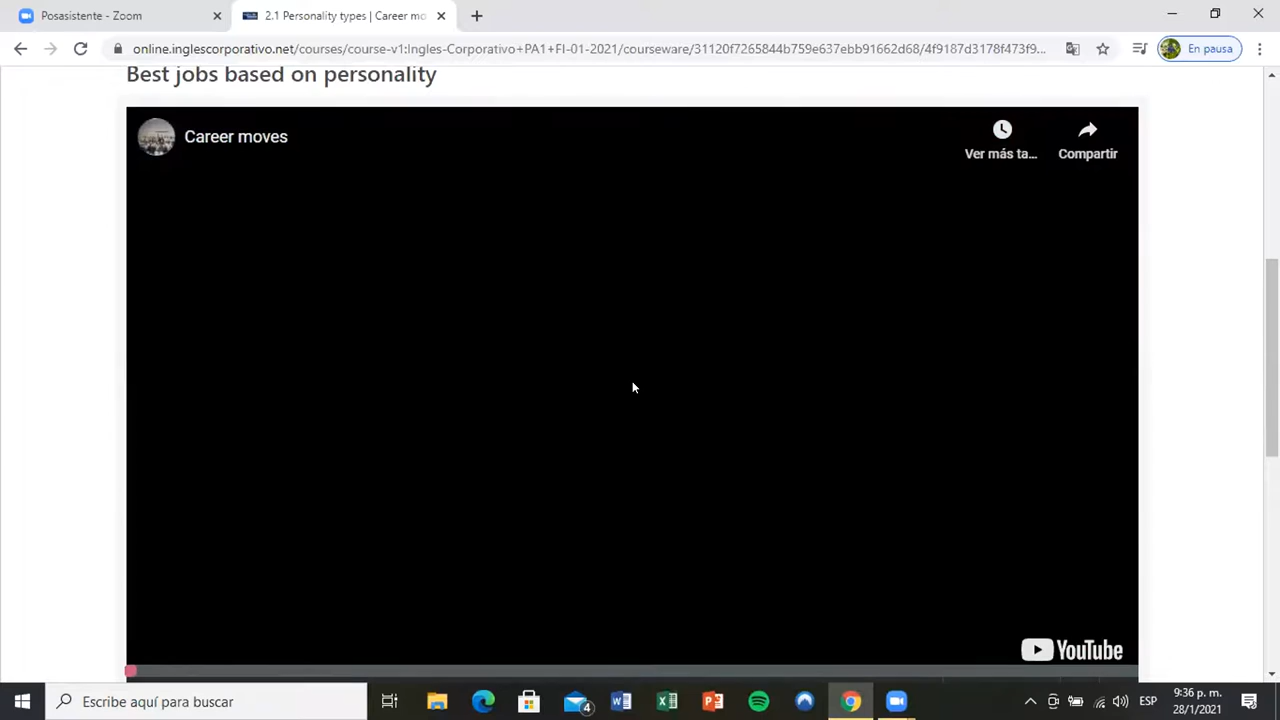 Posasistente - Zoom
2.1 Personality types | Career mo
online.inglescorporativo.net/courses/course-v1:Ingles-Corporativo+PA1+FI-01-2021/courseware/31120f7265844b759e637ebb91662d68/4f9187d3178f473f9...
En pausa
Best jobs based on personality
Career moves
Ver más ta...
Compartir
YouTube
Escribe aquí para buscar
4
ESP
9:36 p. m.
28/1/2021